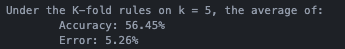 Under the K-fold rules on k = 5, the average of:
Accuracy: 56.45%
Error: 5.26%